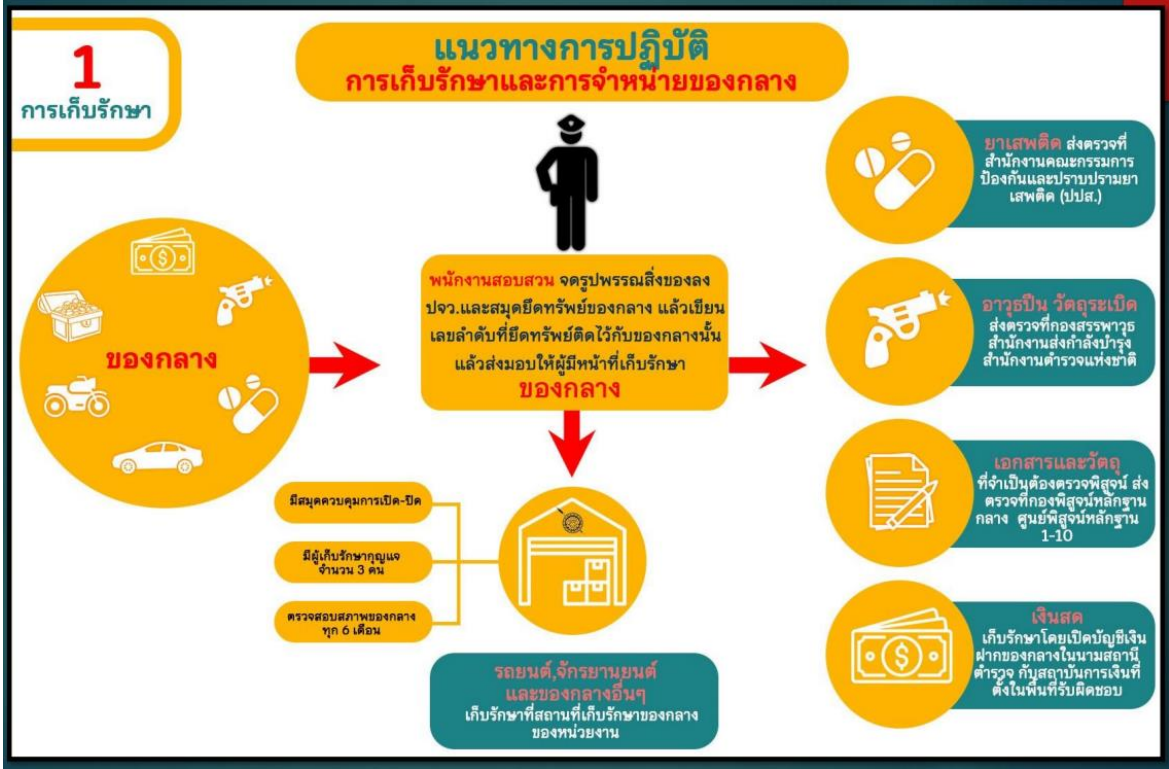 1
การเก็บรักษา
แนวทางการปฏิบัติ
การเก็บรักษาและการจำหน่ายของกลาง
ของกลาง
พนักงานสอบสวน จดรูปพรรณสิ่งของลง
ปจว.และสมุดยึดทรัพย์ของกลาง แล้วเขียน
เลขลำดับที่ยึดทรัพย์ติดไว้กับของกลางนั้น
แล้วส่งมอบให้ผู้มีหน้าที่เก็บรักษา
ของกลาง
มีสมุดควบคุมการเปิด-ปิด
มีผู้เก็บรักษากุญแจ
จำนวน 3 คน
ตรวจสอบสภาพของกลาง
ทุก 6 เดือน
รถยนต์,จักรยานยนต์
และของกลางอื่นๆ
เก็บรักษาที่สถานที่เก็บรักษาของกลาง
ของหน่วยงาน
ยาเสพติด ส่งตรวจที่
สำนักงานคณะกรรมการ
ป้องกันและปราบปรามยา
เสพติด (ปปส.)
อาวุธปืน วัตถุระเบิด
ส่งตรวจที่กองสรรพาวุธ
สำนักงานส่งกำลังบำรุง
สำนักงานตำรวจแห่งชาติ
เอกสารและวัตถุ
ที่จำเป็นต้องตรวจพิสูจน์ ส่ง
ตรวจที่กองพิสูจน์หลักฐาน
กลาง ศูนย์พิสูจน์หลักฐาน
1-10
เงินสด
เก็บรักษาโดยเปิดบัญชีเงิน
ฝากของกลางในนามสถานี
ตำรวจ กับสถาบันการเงินที่
ตั้งในพื้นที่รับผิดชอบ